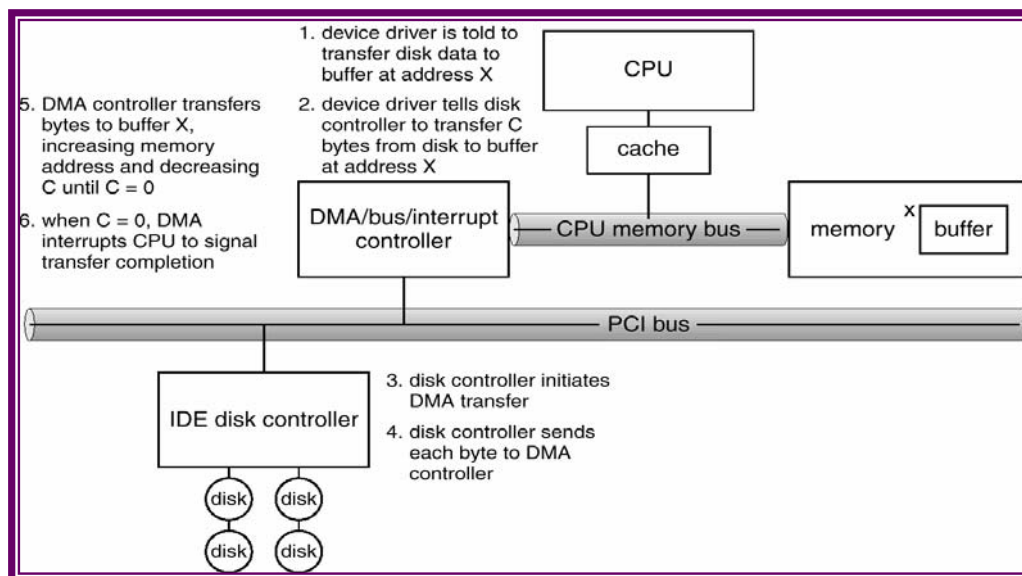 1. device driver is told to
transfer disk data to
buffer at address X
2. device driver tells disk
controller to transfer C
bytes from disk to buffer
at address X
5. DMA controller transfers
bytes to buffer X,
increasing memory
address and decreasing
C until C = 0
6. when C = 0, DMA
interrupts CPU to signal
transfer completion
CPU
cache
DMA/bus/interrupt
controller
CPU memory bus
memory
x
buffer
PCI bus
IDE disk controller
3. disk controller initiates
DMA transfer
4. disk controller sends
each byte to DMA
controller
disk
disk
disk
disk